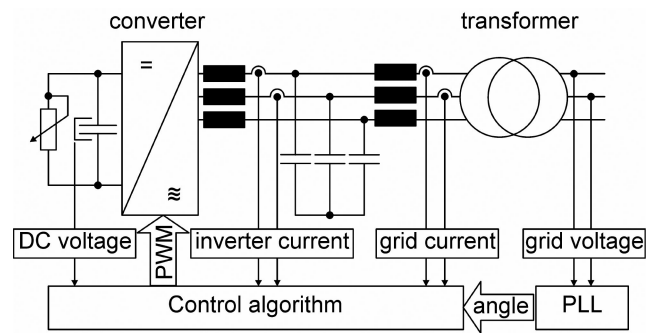 converter
transformer
=
≋
DC voltage
PWM
inverter current
grid current
grid voltage
Control algorithm
angle
PLL